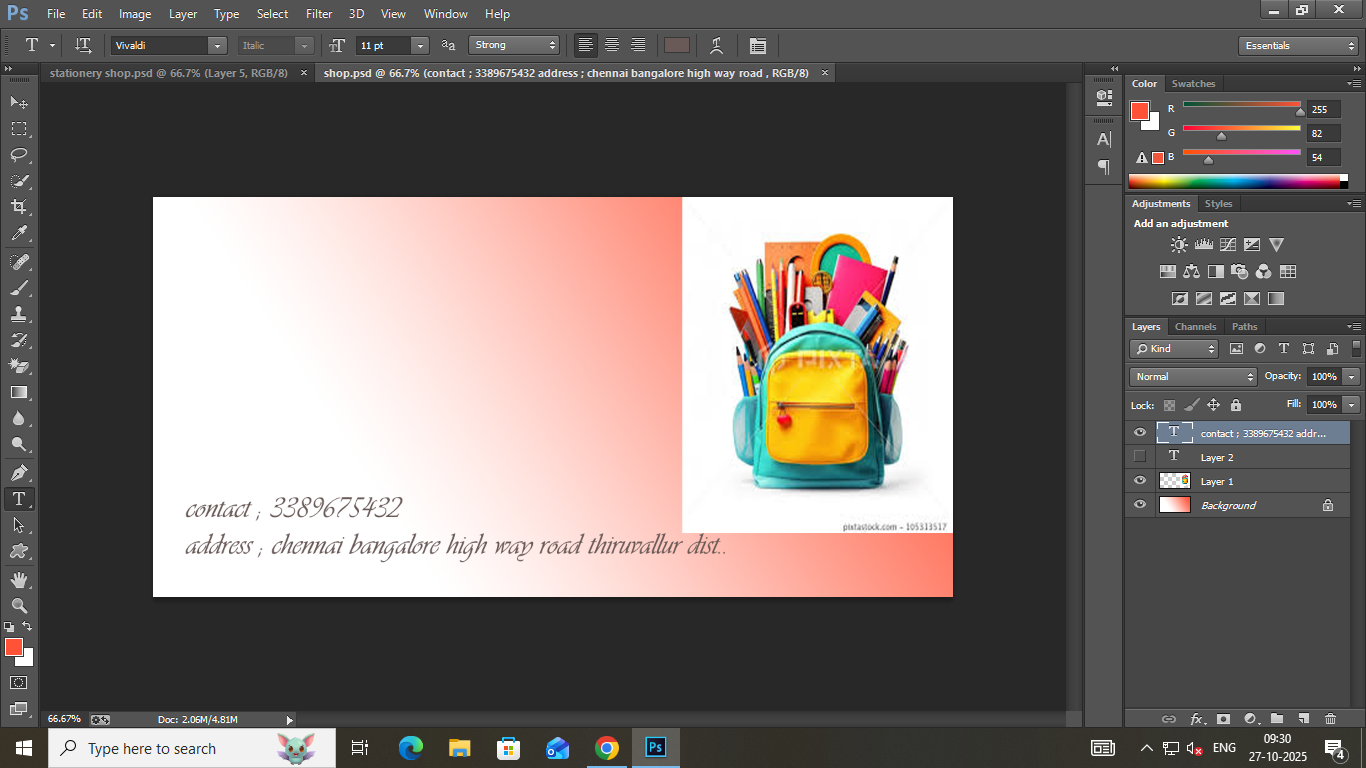 Ps File Edit Image Layer Type Select Filter 3D View Window Help
T Vivaldi Italic 11 pt Strong Essentials
stationery shop.psd @ 66.7% (Layer 5, RGB/8) × shop.psd @ 66.7% (contact ; 3389675432 address ; chennai bangalore high way road , RGB/8) ×
Color Swatches
R 255
G 82
B 54
Adjustments Styles
Add an adjustment
Layers Channels Paths
Kind
Normal Opacity: 100%
Lock: Fill: 100%
T contact ; 3389675432 addr...
T Layer 2
Layer 1
Background
PIXTA
pixtastock.com - 105313517
contact ; 3389675432
address ; chennai bangalore high way road thiruvallur dist..
66.67% Doc: 2.06M/4.81M
Type here to search
Ps
ENG
09:30
27-10-2025
4